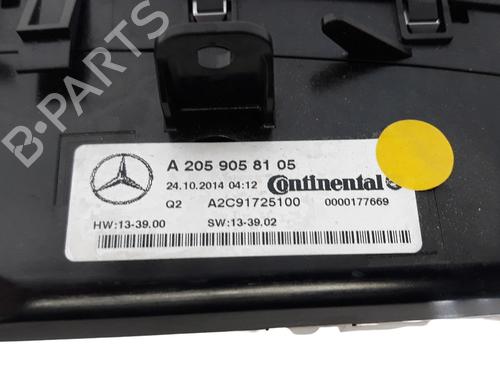 B-PARTS
A 205 905 81 05
24.10.2014 04:12 Continental
Q2 A2C91725100 0000177669
HW:13-39.00 SW:13-39.02